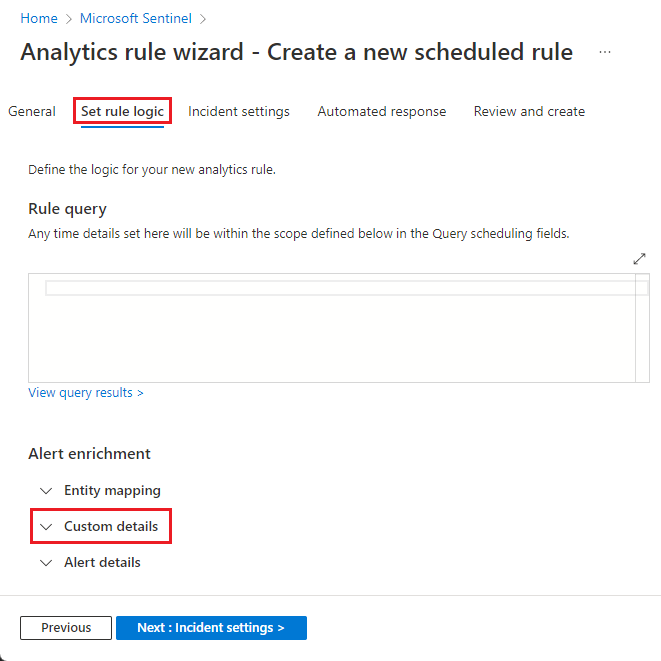 Home > Microsoft Sentinel >
Analytics rule wizard - Create a new scheduled rule ...
General Set rule logic Incident settings Automated response Review and create
Define the logic for your new analytics rule.
Rule query
Any time details set here will be within the scope defined below in the Query scheduling fields.
View query results >
Alert enrichment
Entity mapping
Custom details
Alert details
Previous Next : Incident settings >